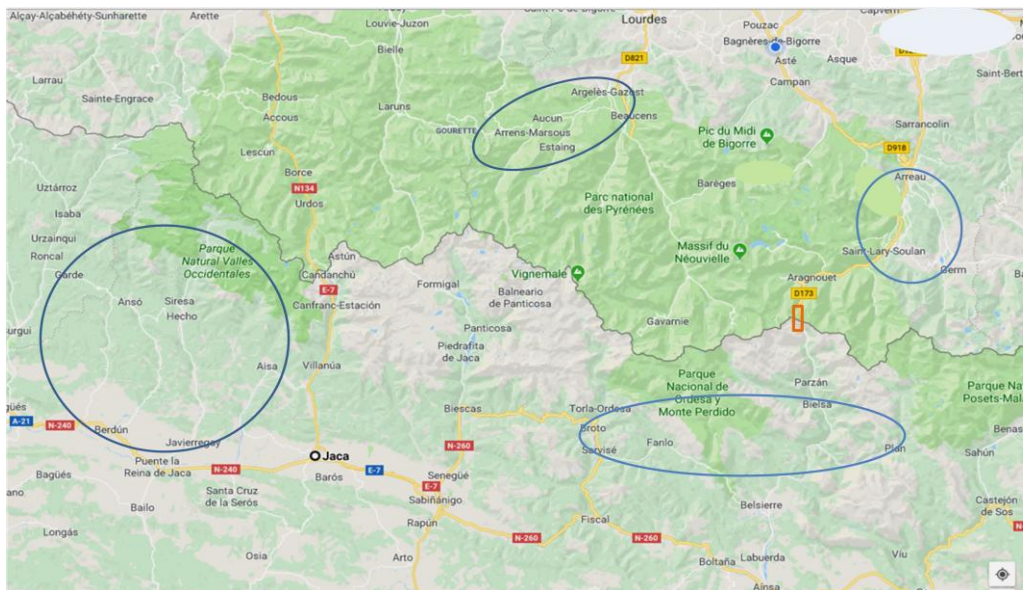 Alçay-Alçabéhéty-Sunharette
Arette
Louvie-Juzon
Lourdes
Pouzac
Bagnères-de-Bigorre
Bielle
D821
Asté
Asque
Campan
Saint-Bert
Larrau
Sainte-Engrace
Bedous
Accous
Laruns
Argelès-Gazost
Aucun
Beaucens
GOURETTE
Arrens-Marsous
Estaing
Pic du Midi
de Bigorre
Sarrancolin
D918
Lescun
Borce
N134
Urdos
Barèges
Arreau
Uztárroz
Isaba
Parc national
des Pyrénées
Urzainqui
Roncal
Garde
Parque
Natural Valles
Occidentales
Astún
Candanchú
E-7
Canfranc-Estación
Massif du
Néouvielle
Saint-Lary-Soulan
Germ
Vignemale
Aragnouet
D173
Formigal
Balneario
de Panticosa
Ansó
Siresa
Hecho
Gavarnie
Panticosa
Piedrafita
de Jaca
Aisa
Villanúa
Parque
Nacional de
Ordesa y
Monte Perdido
Parzán
Bielsa
Parque Na
Posets-Mal
Biescas
Torla-Ordesa
Broto
Fanlo
Sarvisé
Plan
Benas
Sahún
A-21
N-240
Berdún
Javierregay
N-260
Puente la
Reina de Jaca
N-240
Jaca
E-7
Barós
Senegüé
E-7
Bagüés
Santa Cruz
de la Serós
Sabiñánigo
Bailo
Rapún
Belsierre
Castejón
de Sos
Fiscal
Longás
N-260
N-260
Osia
Arto
Boltaña
Labuerda
Víu
Aínsa